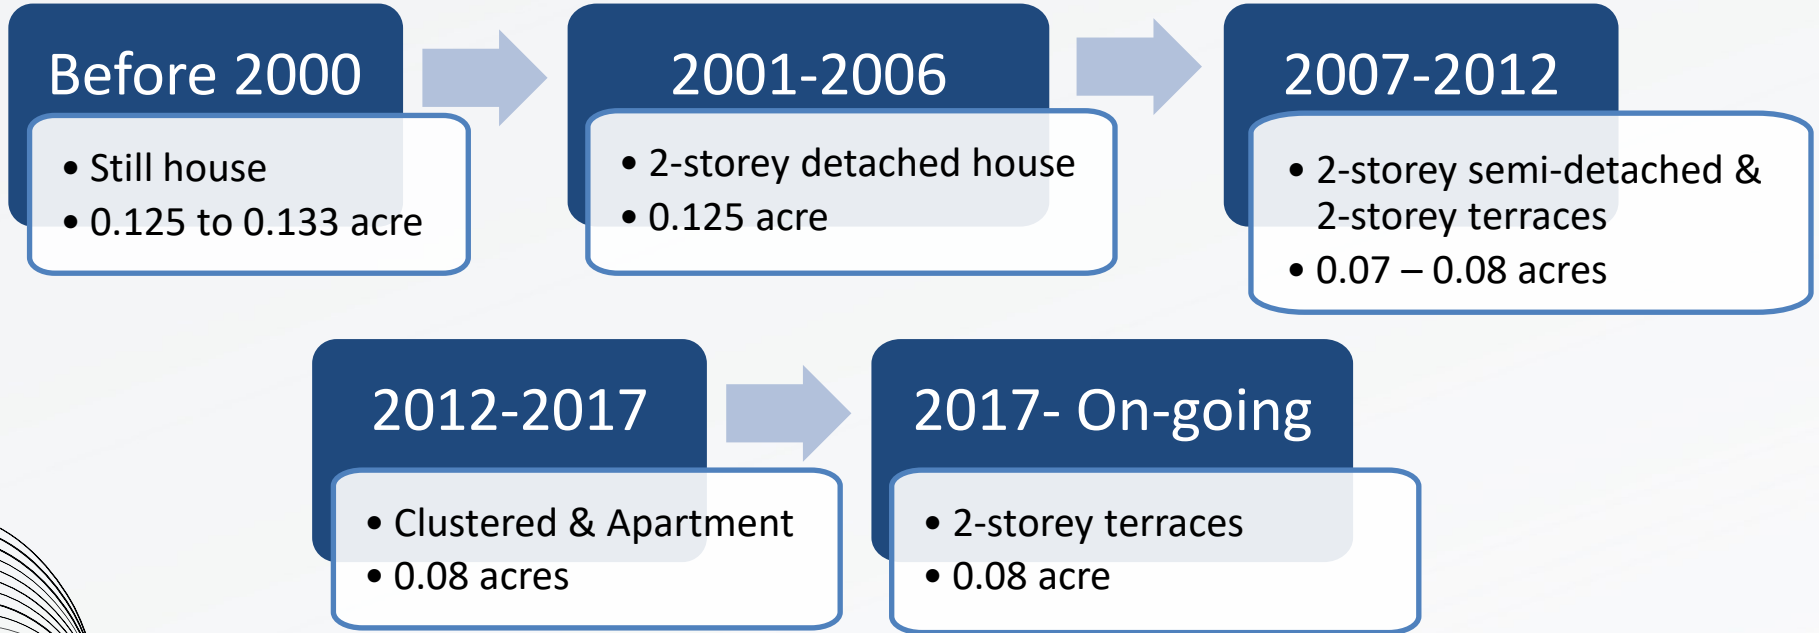 Before 2000
• Still house
• 0.125 to 0.133 acre
2001-2006
• 2-storey detached house
• 0.125 acre
2007-2012
• 2-storey semi-detached &
2-storey terraces
• 0.07 – 0.08 acres
2012-2017
• Clustered & Apartment
• 0.08 acres
2017- On-going
• 2-storey terraces
• 0.08 acre